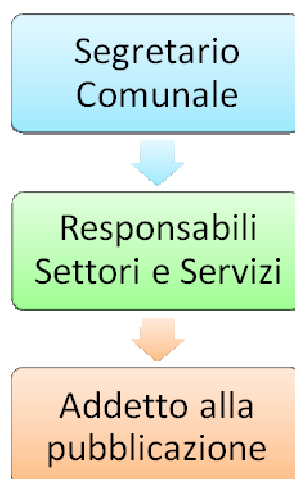 Segretario
Comunale
Responsabili
Settori e Servizi
Addetto alla
pubblicazione